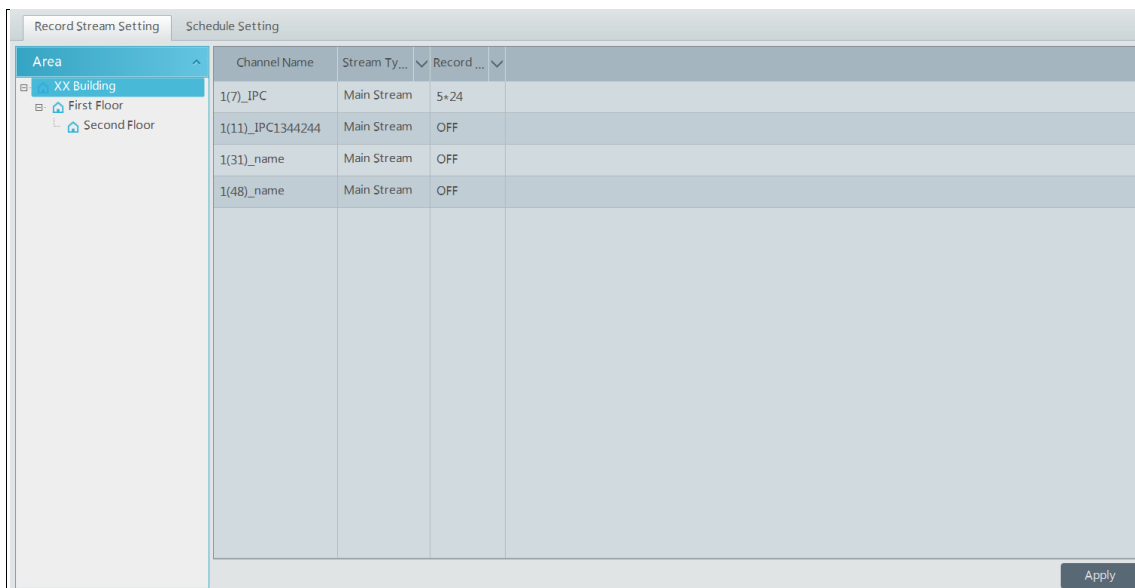 Record Stream Setting Schedule Setting
Area
XX Building
First Floor
Second Floor
Channel Name Stream Ty... Record ...
1(7)_IPC Main Stream 5*24
1(11)_IPC1344244 Main Stream OFF
1(31)_name Main Stream OFF
1(48)_name Main Stream OFF
Apply